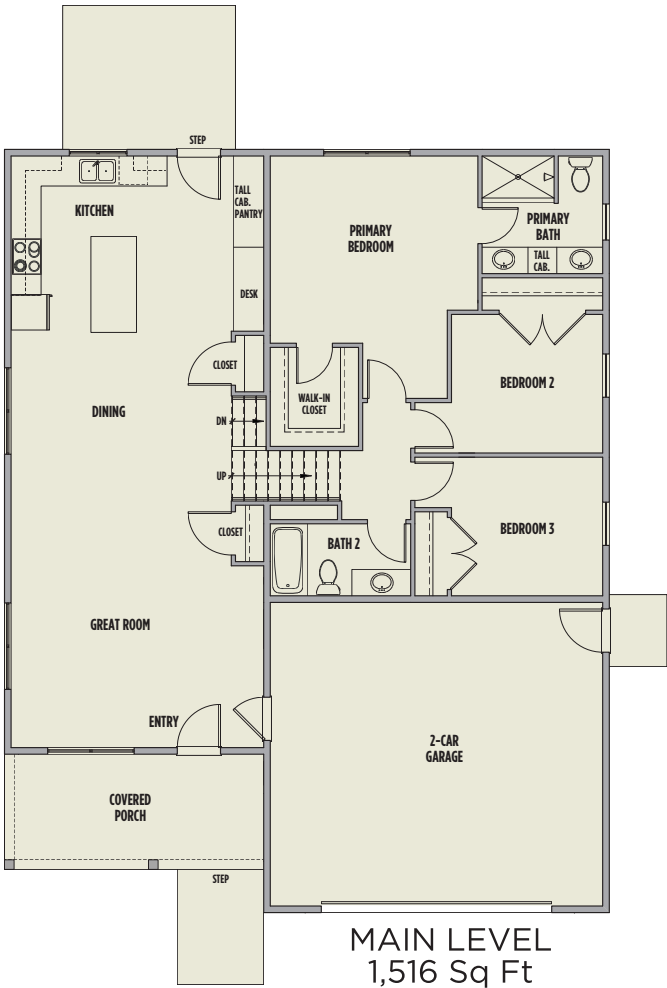 STEP
KITCHEN
TALL
CAB.
PANTRY
PRIMARY
BEDROOM
PRIMARY
BATH
TALL
CAB.
DESK
CLOSET
WALK-IN
CLOSET
BEDROOM 2
DINING
DN
UP
CLOSET
BATH 2
BEDROOM 3
GREAT ROOM
ENTRY
2-CAR
GARAGE
COVERED
PORCH
STEP
MAIN LEVEL
1,516 Sq Ft